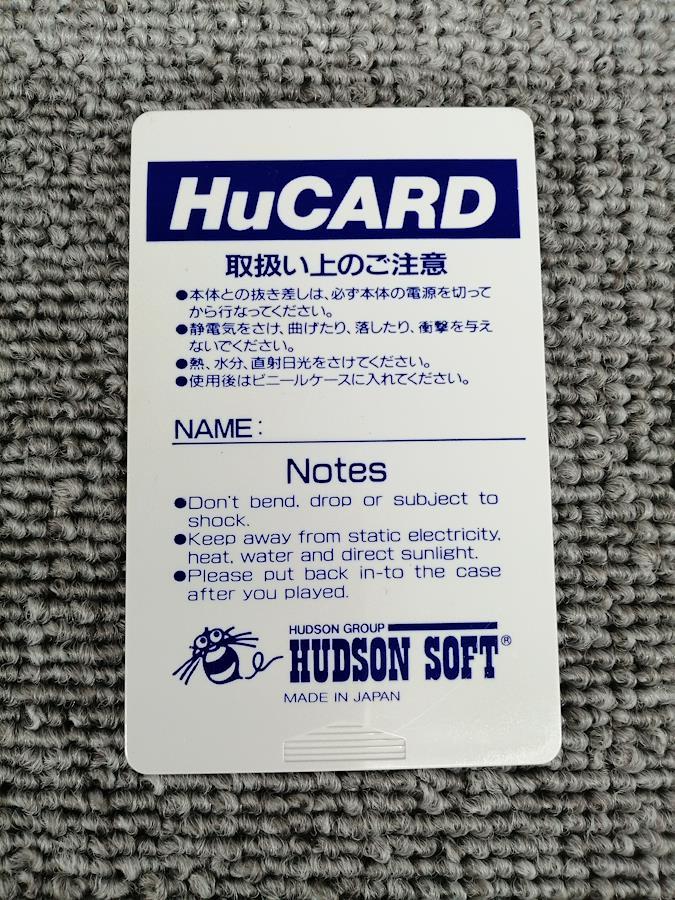 HuCARD
取扱い上のご注意
●本体との抜き差しは、必ず本体の電源を切って
から行なってください。
●静電気をさけ、曲げたり、落したり、衝撃を与え
ないでください。
●熱、水分、直射日光をさけてください。
●使用後はビニールケースに入れてください。
NAME:
Notes
●Don't bend, drop or subject to
shock.
●Keep away from static electricity,
heat, water and direct sunlight.
●Please put back in-to the case
after you played.
HUDSON GROUP
HUDSON SOFT®
MADE IN JAPAN